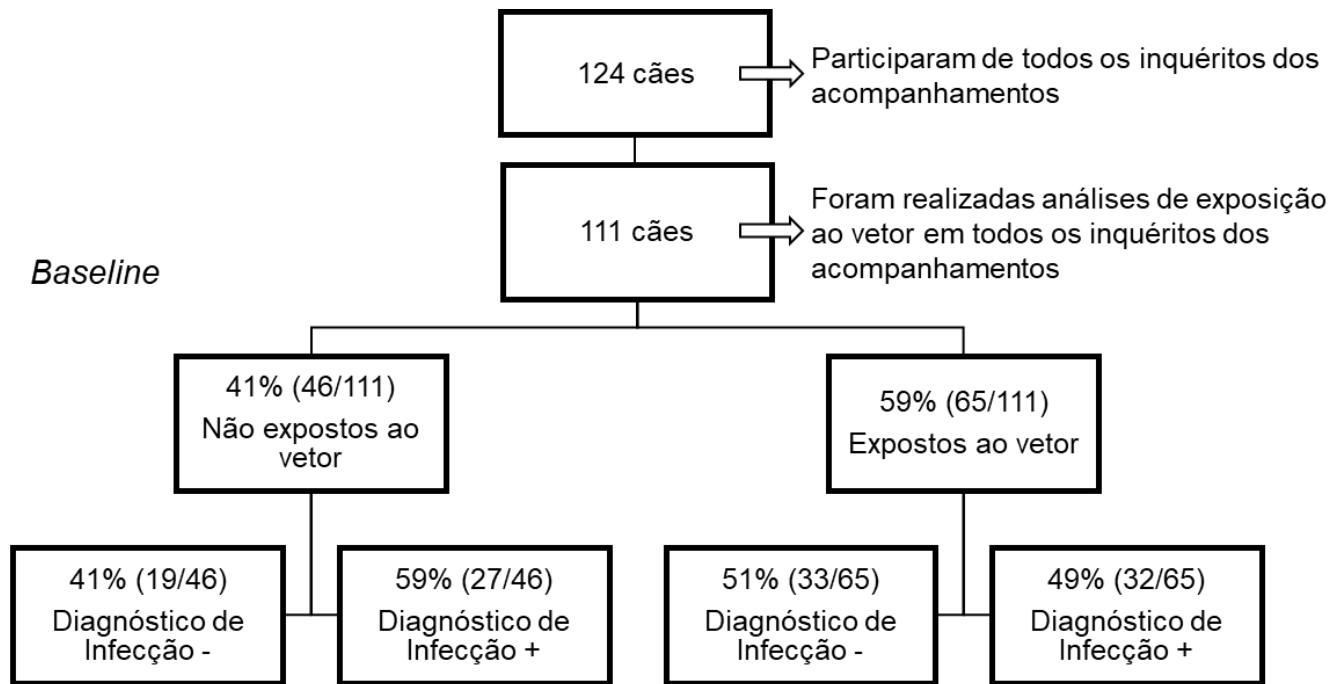 124 cães
Participaram de todos os inquéritos dos
acompanhamentos
111 cães
Foram realizadas análises de exposição
ao vetor em todos os inquéritos dos
acompanhamentos
Baseline
41% (46/111)
Não expostos ao
vetor
59% (65/111)
Expostos ao vetor
41% (19/46)
Diagnóstico de
Infecção -
59% (27/46)
Diagnóstico de
Infecção +
51% (33/65)
Diagnóstico de
Infecção -
49% (32/65)
Diagnóstico de
Infecção +